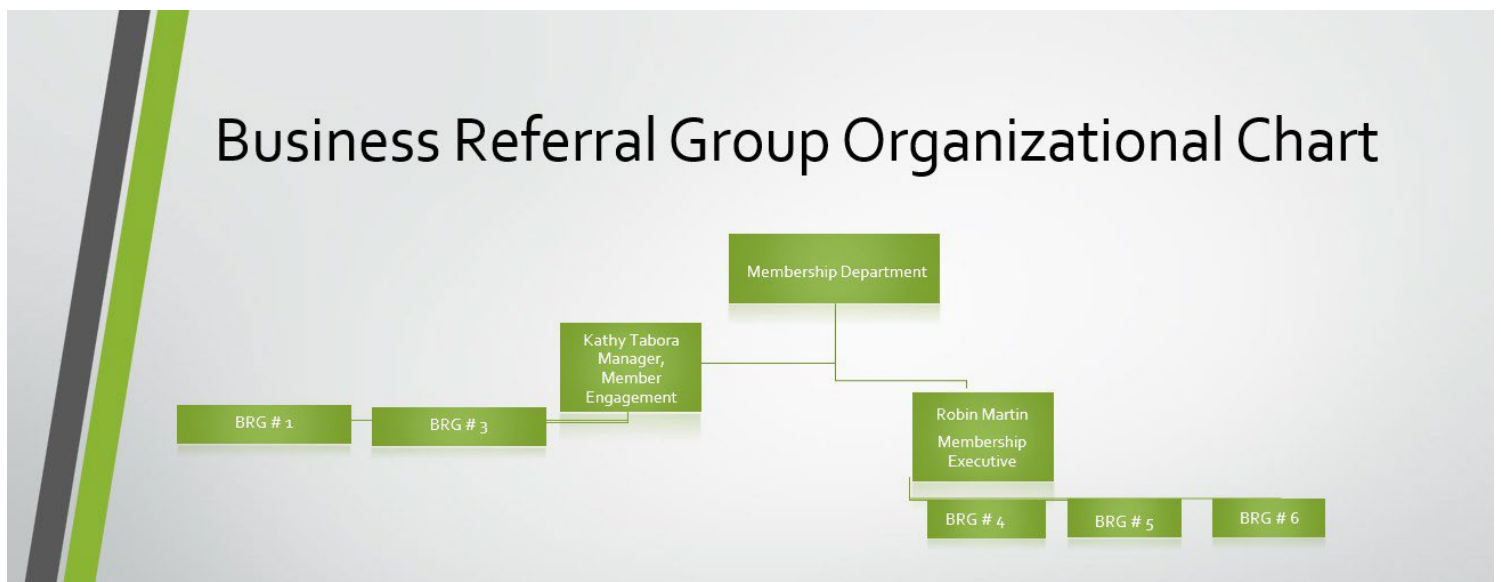 Business Referral Group Organizational Chart
Membership Department
Kathy Tabora
Manager,
Member
Engagement
BRG # 1
BRG # 3
Robin Martin
Membership
Executive
BRG # 4
BRG # 5
BRG # 6